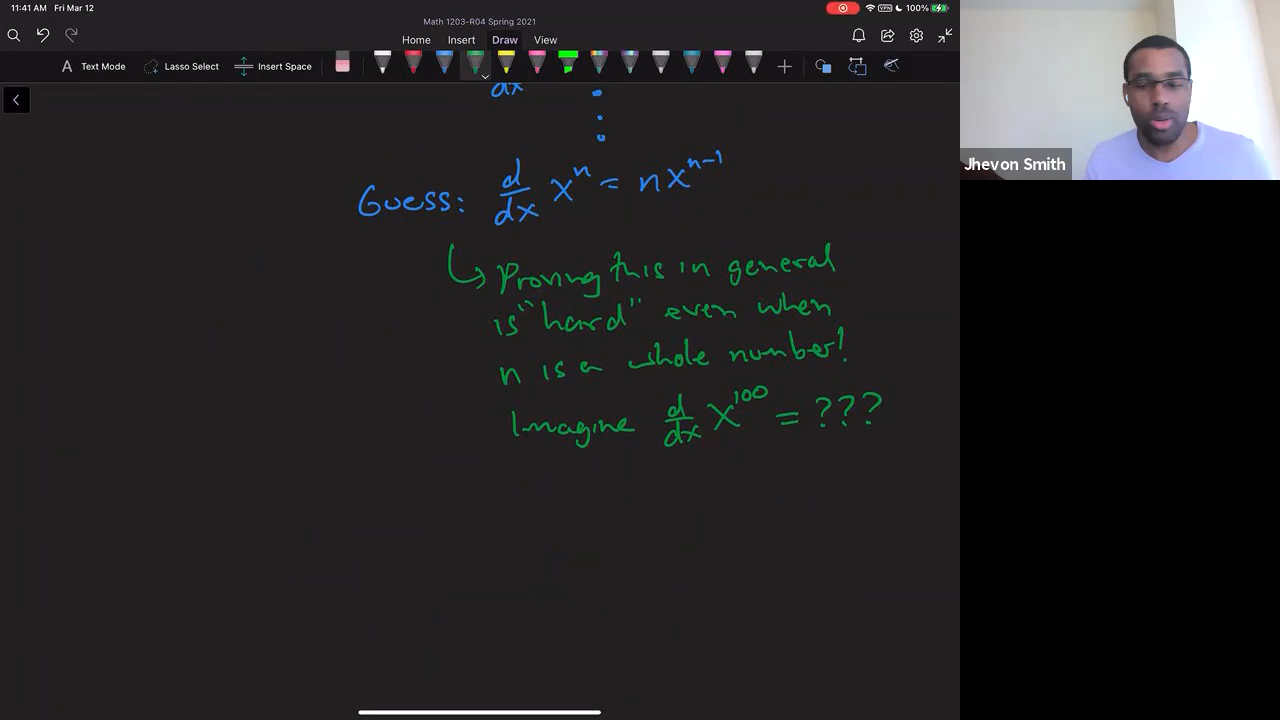 11:41 AM Fri Mar 12
VPN
100%
Math 1203-R04 Spring 2021
Home Insert Draw View
Text Mode Lasso Select Insert Space
dx
Guess: d/dx x^n = nx^{n-1}
Proving this in general
is "hard" even when
n is a whole number!
Imagine d/dx x^{100} = ???
Jhevon Smith